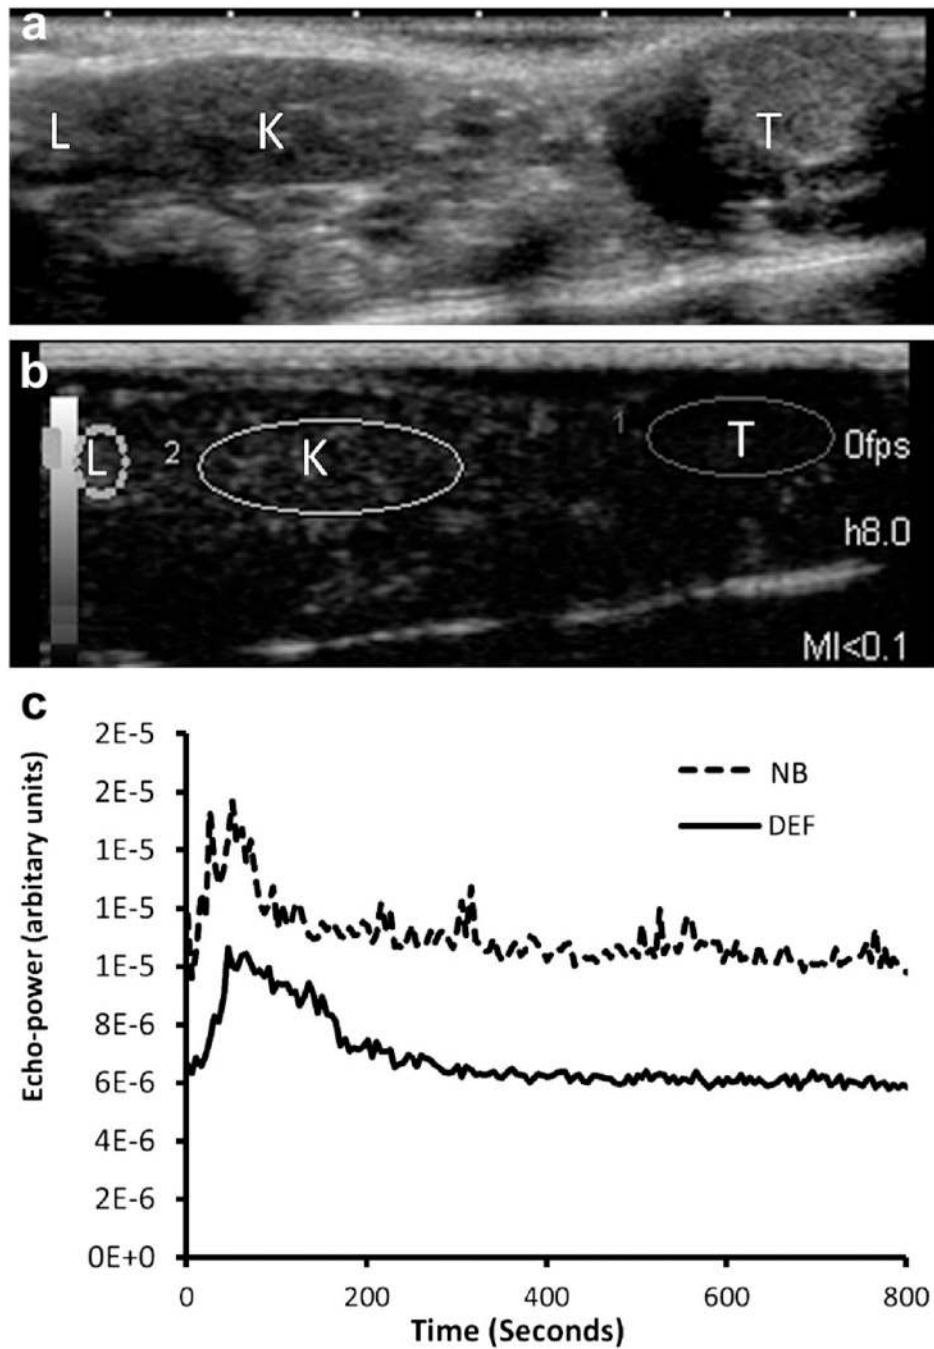 a
L K T
b
L 2 K 1 T 0fps
h8.0
MI<0.1
c
Echo-power (arbitary units)
2E-5
2E-5
1E-5
1E-5
1E-5
8E-6
6E-6
4E-6
2E-6
0E+0
NB
DEF
0 200 400 600 800
Time (Seconds)